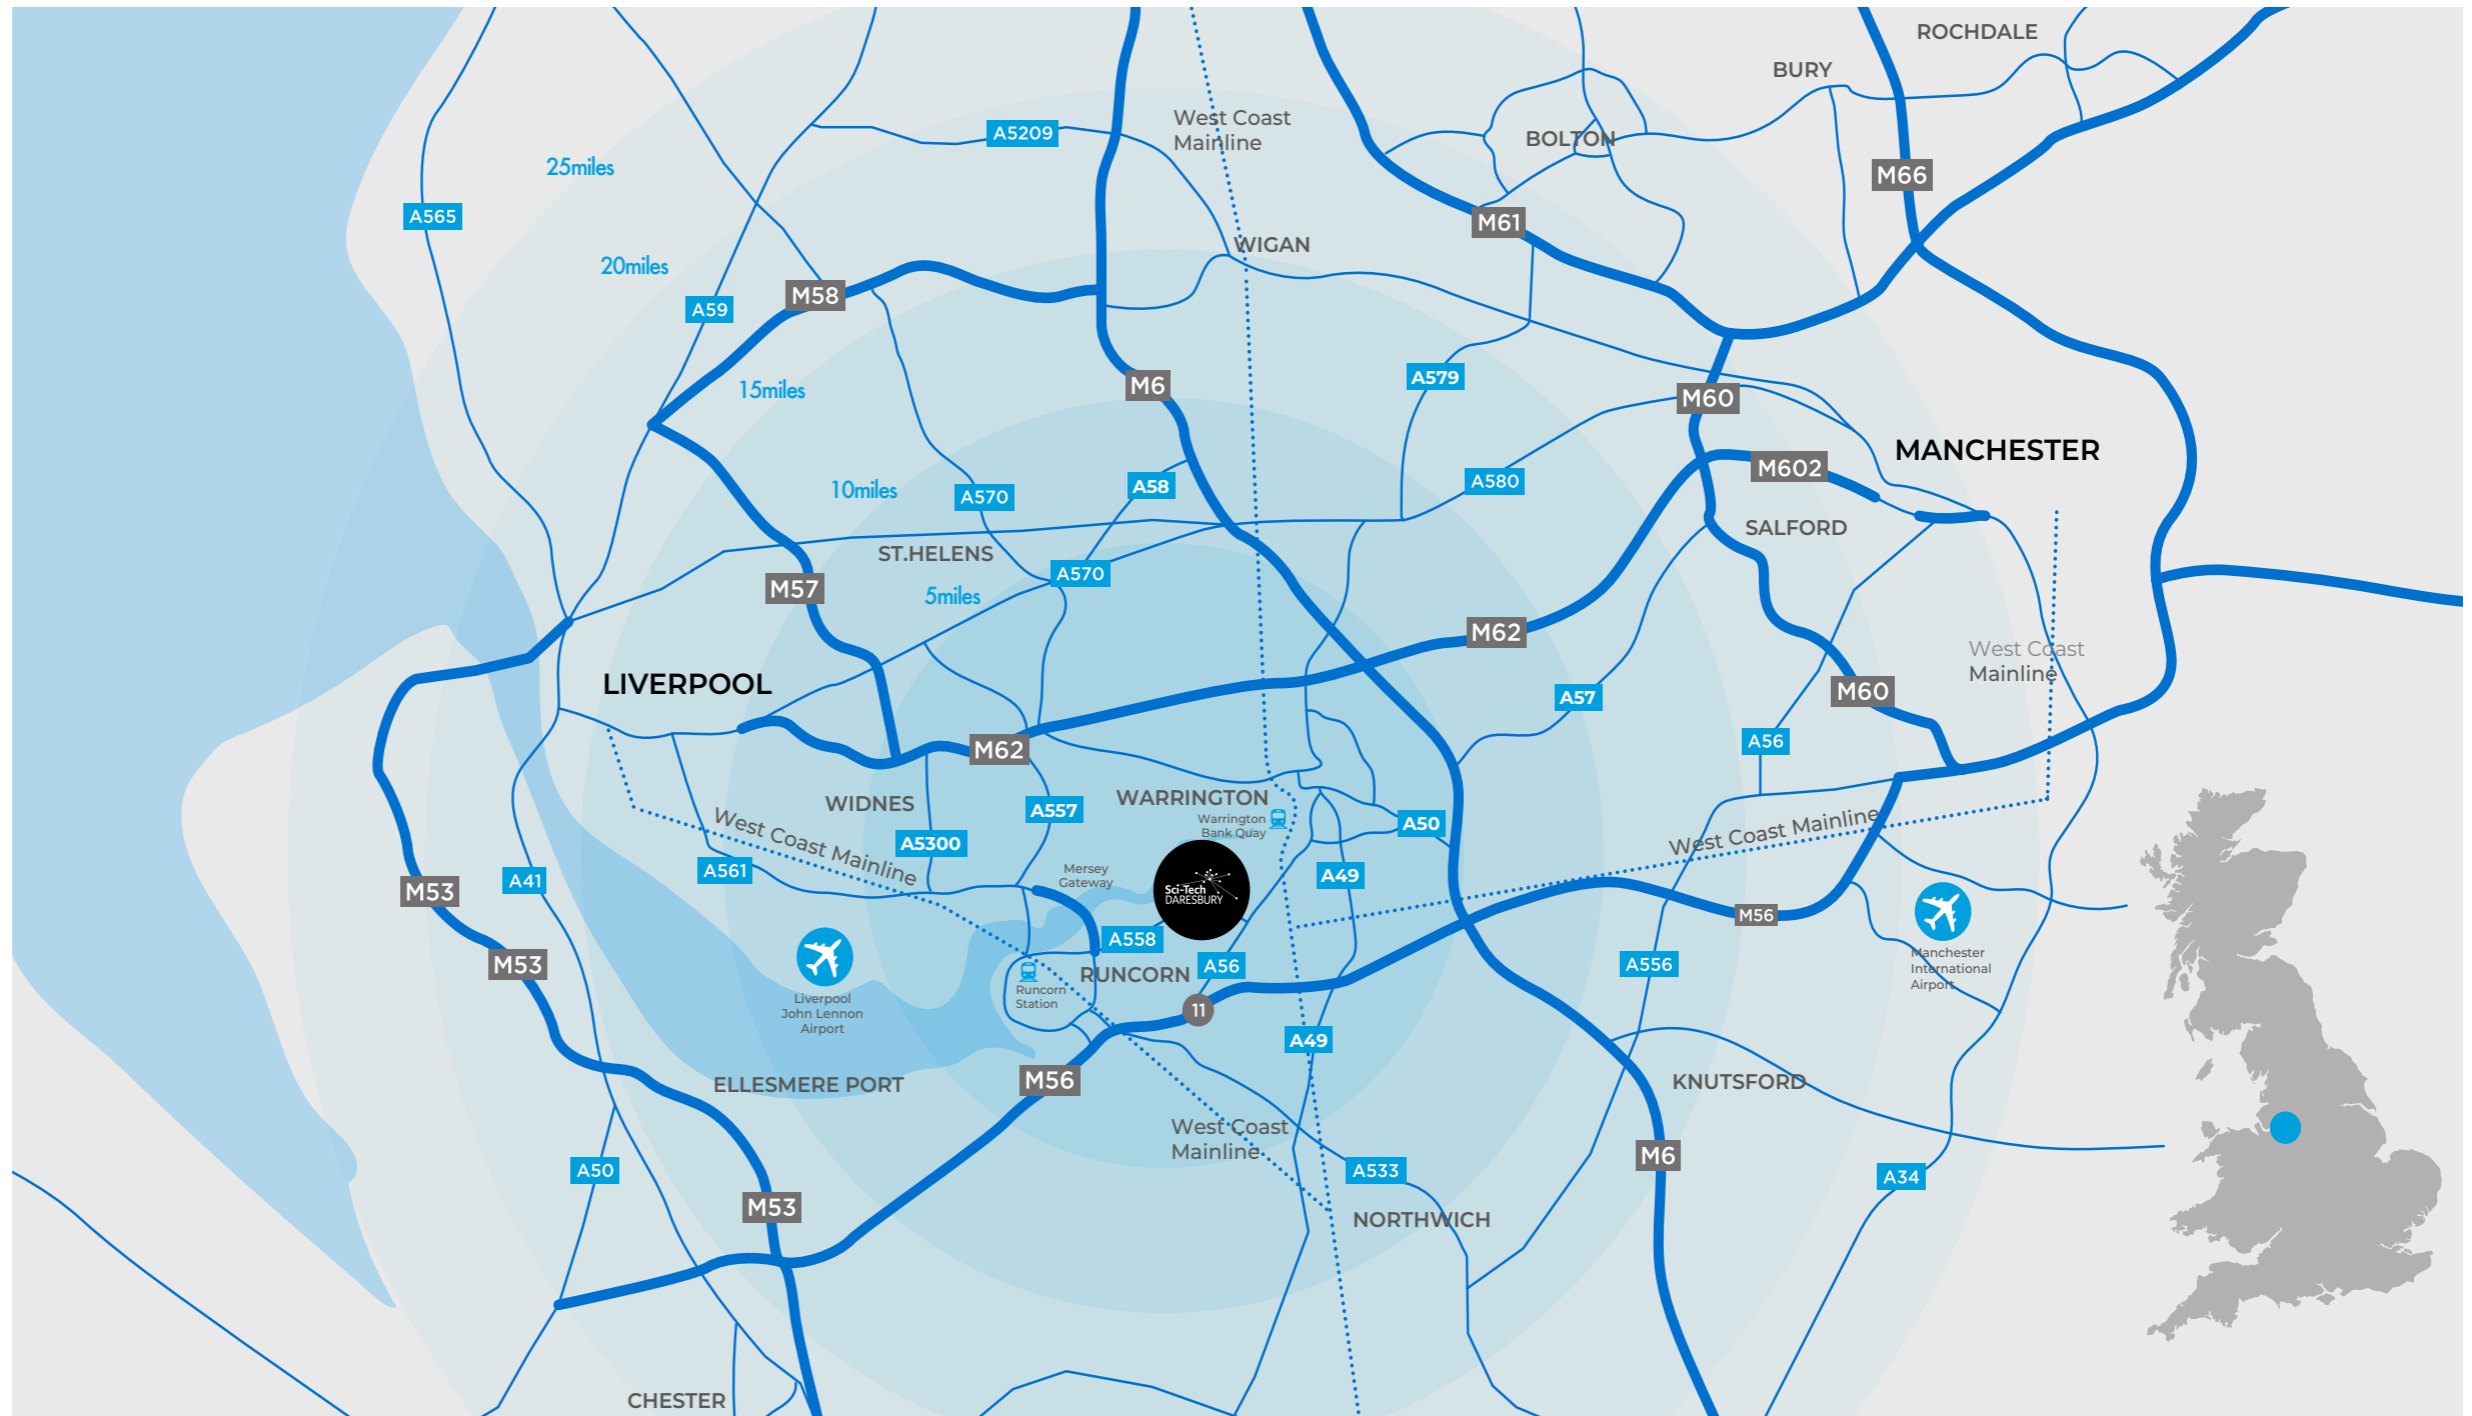 ROCHDALE
BURY
West Coast
Mainline
A5209
BOLTON
25miles
M66
A565
M61
WIGAN
20miles
M58
A59
A579
M6
15miles
M60
MANCHESTER
M602
A580
10miles
A570
A58
SALFORD
ST.HELENS
A570
M57
5miles
M62
West Coast
Mainline
LIVERPOOL
M60
A57
A56
M62
WIDNES
WARRINGTON
A557
Warrington
Bank Quay
A50
West Coast Mainline
West Coast Mainline
A5300
A561
Mersey
Gateway
A49
A41
M53
Sci-Tech
DARESBURY
M56
A558
Manchester
International
Airport
M53
A56
A556
RUNCORN
Runcorn
Station
Liverpool
John Lennon
Airport
11
A49
M56
ELLESMERE PORT
KNUTSFORD
West Coast
Mainline
M6
A50
A533
A34
M53
NORTHWICH
CHESTER